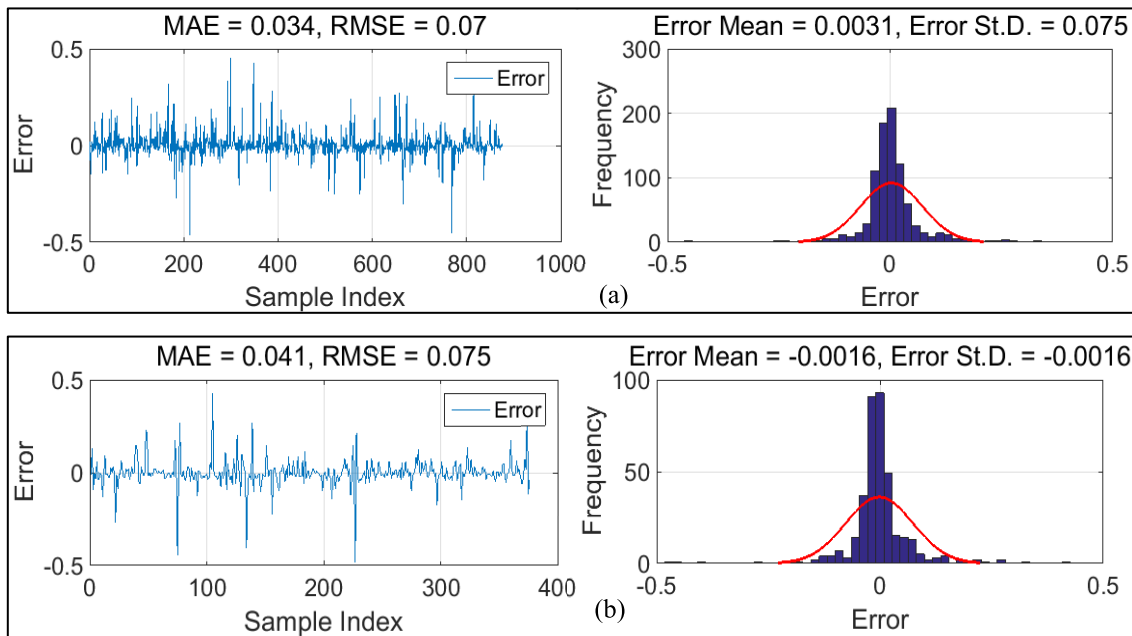 MAE = 0.034, RMSE = 0.07
0.5
0
-0.5
Error
Error
0
200
400
600
800
1000
Sample Index
Error Mean = 0.0031, Error St.D. = 0.075
300
200
100
0
Frequency
-0.5
0
0.5
Error
(a)
MAE = 0.041, RMSE = 0.075
0.5
0
-0.5
Error
Error
0
100
200
300
400
Sample Index
Error Mean = -0.0016, Error St.D. = -0.0016
100
50
0
Frequency
-0.5
0
0.5
Error
(b)